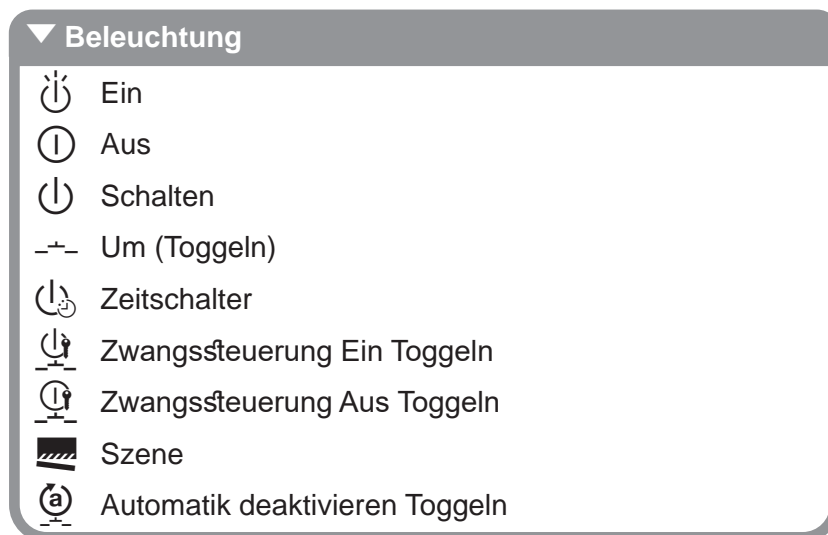 Beleuchtung
Ein
Aus
Schalten
Um (Toggeln)
Zeitschalter
Zwangssteuerung Ein Toggeln
Zwangssteuerung Aus Toggeln
Szene
a Automatik deaktivieren Toggeln